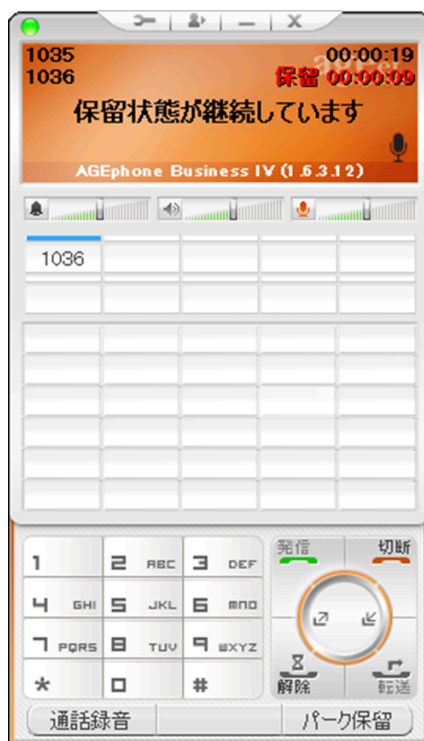 1035 00:00:19
1036 保留 00:00:09
保留状態が継続しています
AGEphone Business IV (1.6.3.12)
1036
発信 切断
1 2 ABC 3 DEF
4 GHI 5 JKL 6 MNO
7 PQRS 8 TUV 9 WXYZ
* 0 #
解除 転送
通話録音 パーク保留